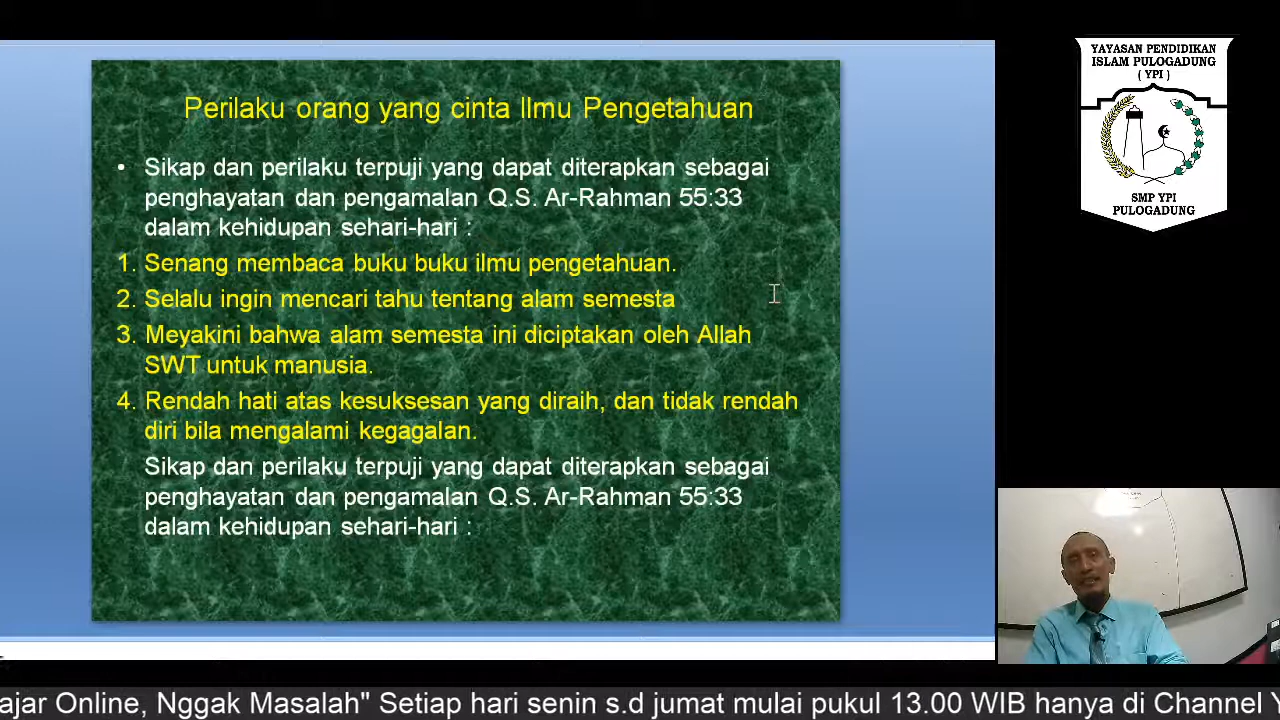 Perilaku orang yang cinta Ilmu Pengetahuan
• Sikap dan perilaku terpuji yang dapat diterapkan sebagai
penghayatan dan pengamalan Q.S. Ar-Rahman 55:33
dalam kehidupan sehari-hari :
1. Senang membaca buku buku ilmu pengetahuan.
2. Selalu ingin mencari tahu tentang alam semesta
3. Meyakini bahwa alam semesta ini diciptakan oleh Allah
SWT untuk manusia.
4. Rendah hati atas kesuksesan yang diraih, dan tidak rendah
diri bila mengalami kegagalan.
Sikap dan perilaku terpuji yang dapat diterapkan sebagai
penghayatan dan pengamalan Q.S. Ar-Rahman 55:33
dalam kehidupan sehari-hari :
YAYASAN PENDIDIKAN
ISLAM PULOGADUNG
( YPI )
SMP YPI
PULOGADUNG
ajar Online, Nggak Masalah" Setiap hari senin s.d jumat mulai pukul 13.00 WIB hanya di Channel Y